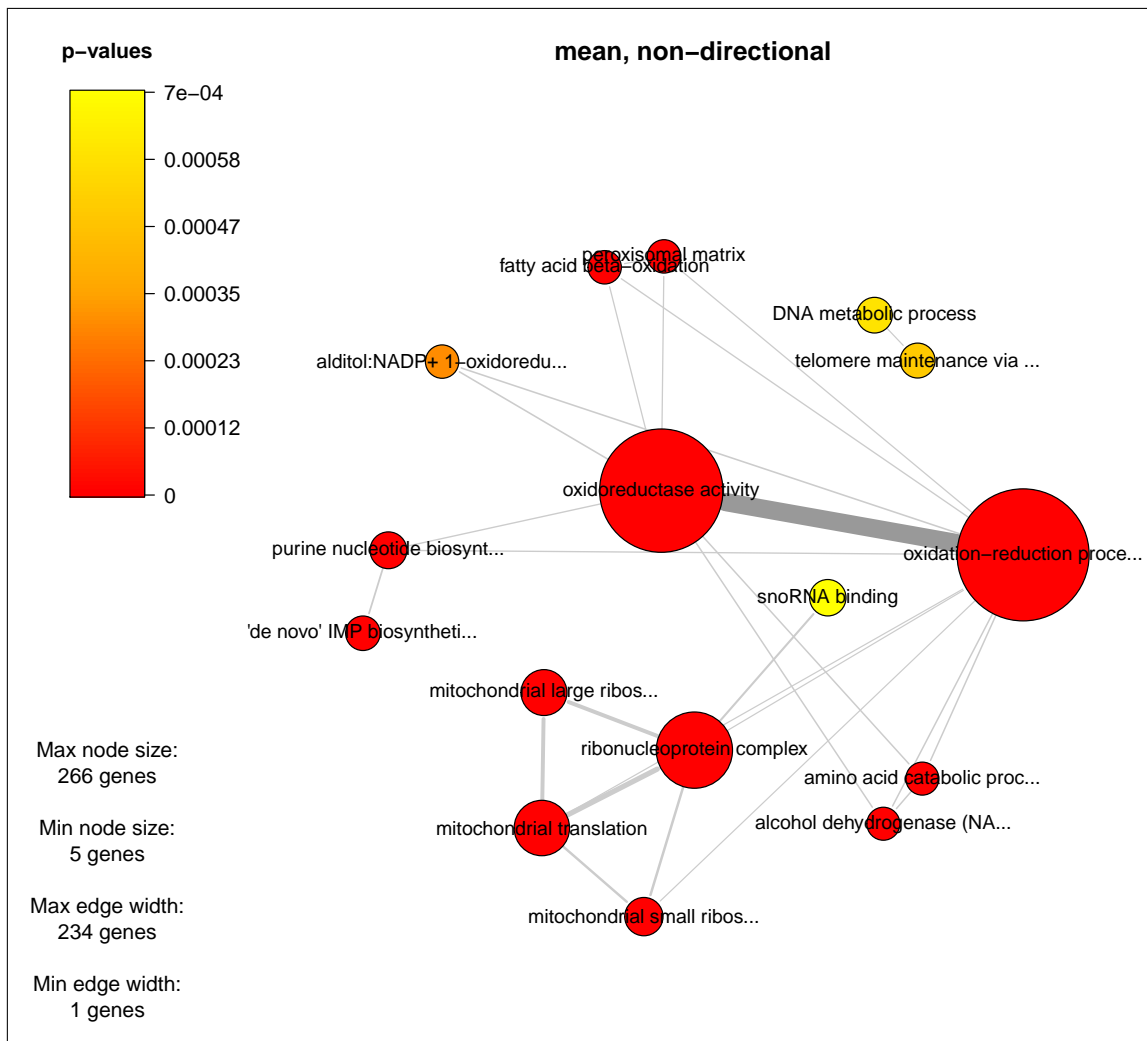 p−values
mean, non−directional
7e−04
0.00058
0.00047
0.00035
0.00023
0.00012
0
peroxisomal matrix
fatty acid beta−oxidation
DNA metabolic process
telomere maintenance via ...
alditol:NADP+ 1−oxidoredu...
oxidoreductase activity
purine nucleotide biosynt...
oxidation−reduction proce...
snoRNA binding
'de novo' IMP biosyntheti...
mitochondrial large ribos...
ribonucleoprotein complex
amino acid catabolic proc...
alcohol dehydrogenase (NA...
mitochondrial translation
mitochondrial small ribos...
Max node size:
266 genes
Min node size:
5 genes
Max edge width:
234 genes
Min edge width:
1 genes